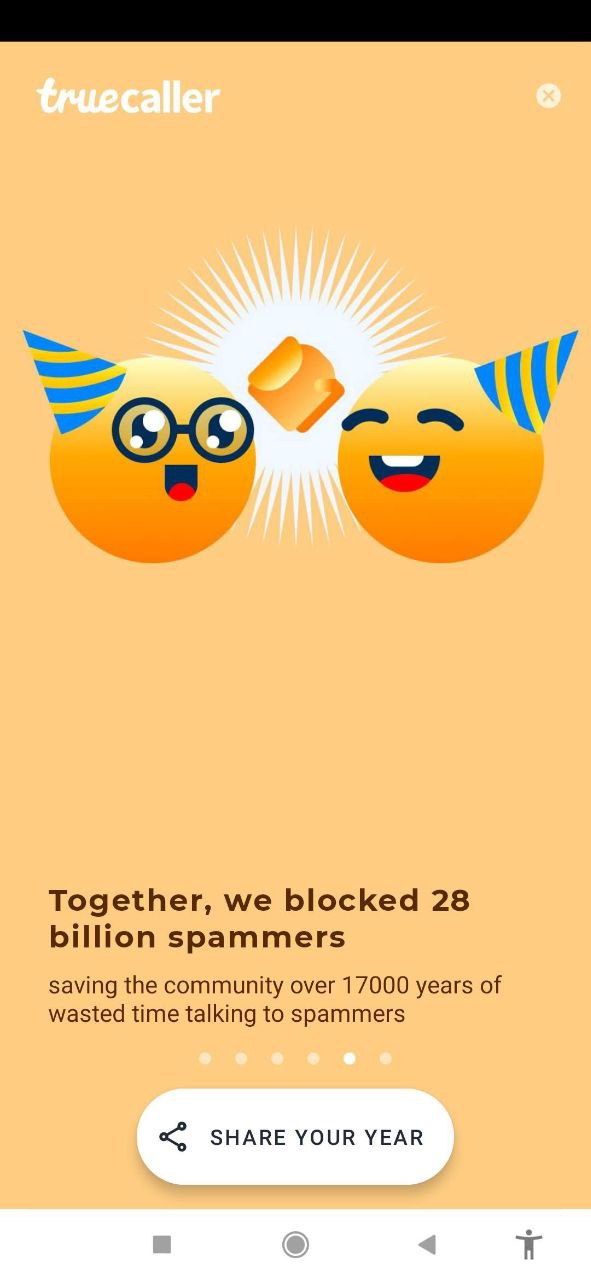 truecaller
Together, we blocked 28
billion spammers
saving the community over 17000 years of
wasted time talking to spammers
SHARE YOUR YEAR